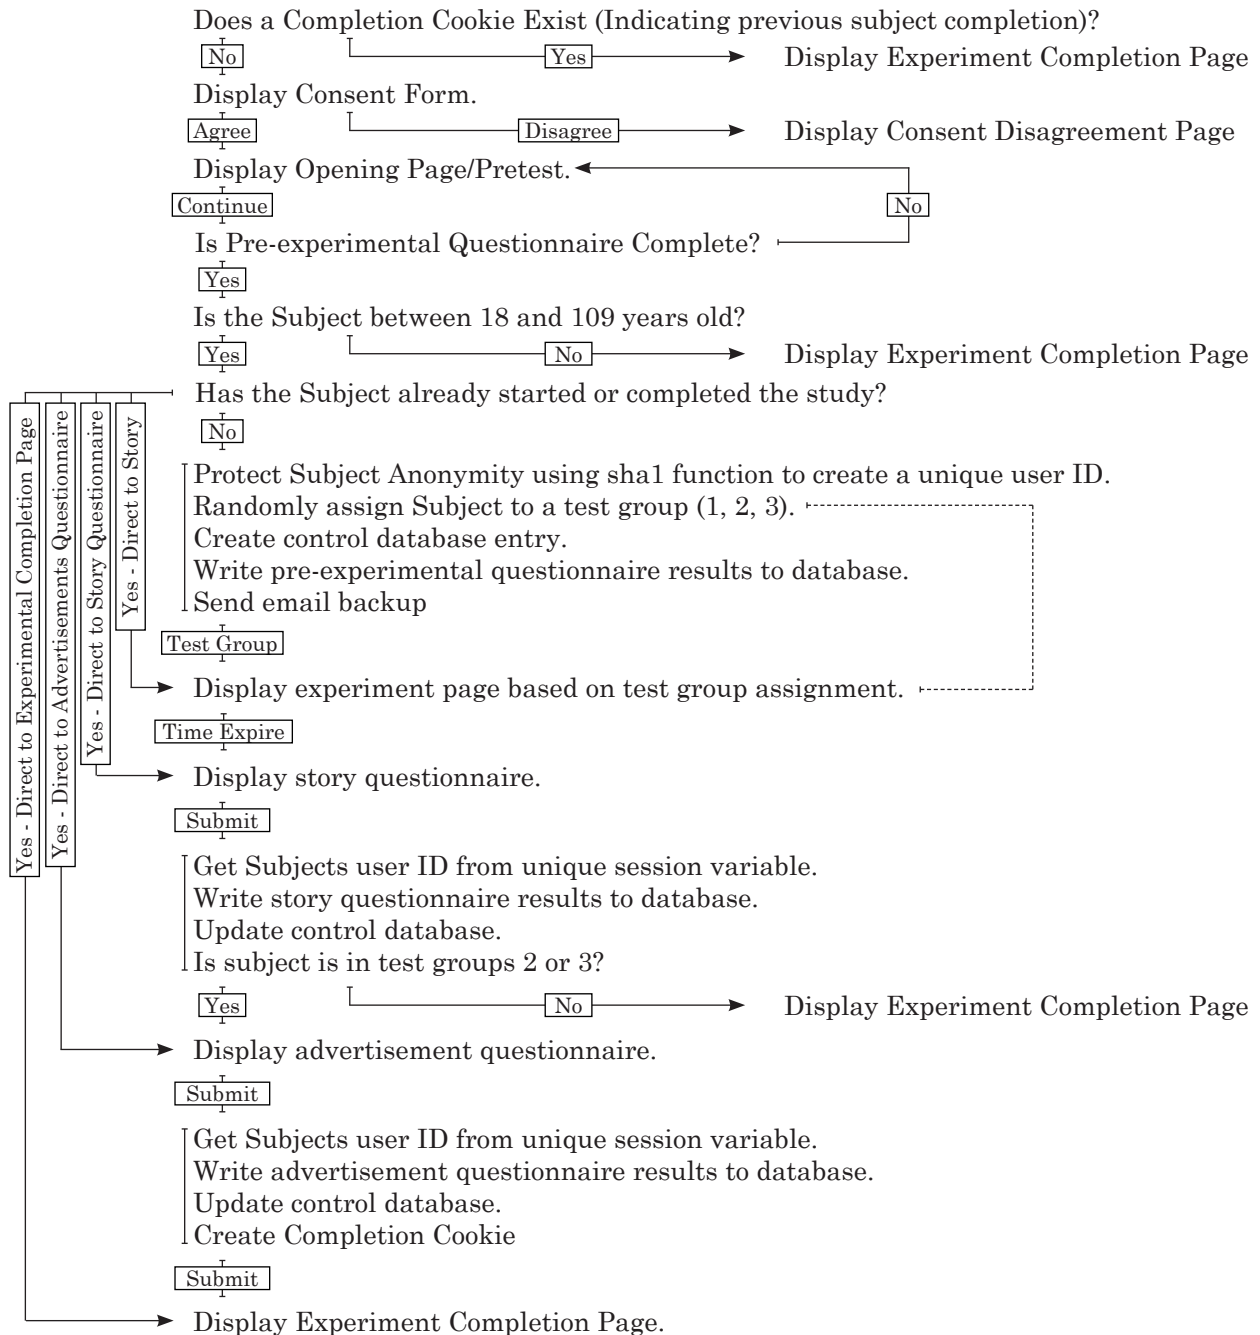 Does a Completion Cookie Exist (Indicating previous subject completion)?
No
Yes
Display Experiment Completion Page
Display Consent Form.
Agree
Disagree
Display Consent Disagreement Page
Display Opening Page/Pretest.
Continue
No
Is Pre-experimental Questionnaire Complete?
Yes
Is the Subject between 18 and 109 years old?
Yes
No
Display Experiment Completion Page
Has the Subject already started or completed the study?
No
Yes - Direct to Experimental Completion Page
Yes - Direct to Advertisements Questionnaire
Yes - Direct to Story Questionnaire
Yes - Direct to Story
Protect Subject Anonymity using sha1 function to create a unique user ID.
Randomly assign Subject to a test group (1, 2, 3).
Create control database entry.
Write pre-experimental questionnaire results to database.
Send email backup
Test Group
Display experiment page based on test group assignment.
Time Expire
Display story questionnaire.
Submit
Get Subjects user ID from unique session variable.
Write story questionnaire results to database.
Update control database.
Is subject is in test groups 2 or 3?
Yes
No
Display Experiment Completion Page
Display advertisement questionnaire.
Submit
Get Subjects user ID from unique session variable.
Write advertisement questionnaire results to database.
Update control database.
Create Completion Cookie
Submit
Display Experiment Completion Page.